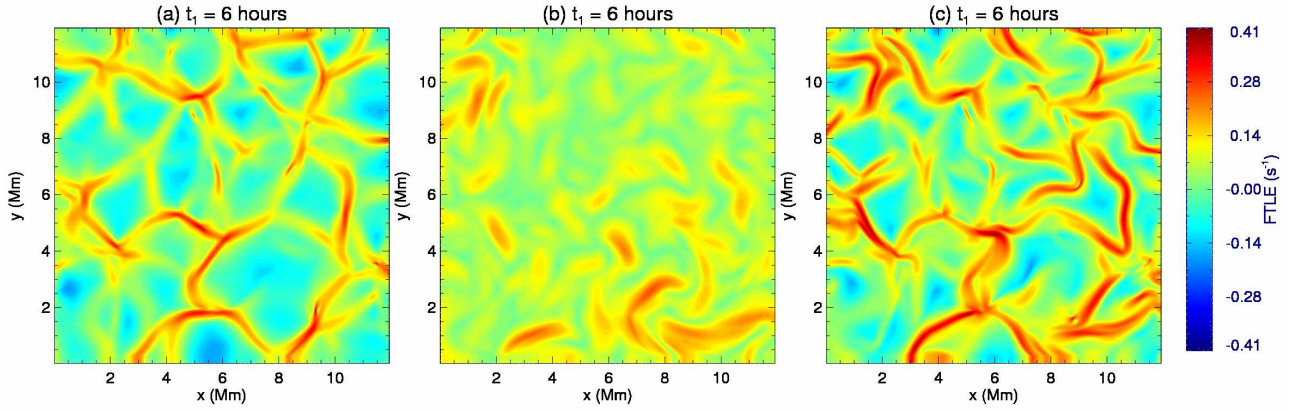 (a) t₁ = 6 hours
(b) t₁ = 6 hours
(c) t₁ = 6 hours
y (Mm)
10
8
6
4
2
2 4 6 8 10
x (Mm)
y (Mm)
10
8
6
4
2
2 4 6 8 10
x (Mm)
y (Mm)
10
8
6
4
2
2 4 6 8 10
x (Mm)
0.41
0.28
0.14
-0.00
-0.14
-0.28
-0.41
FTLE (s⁻¹)